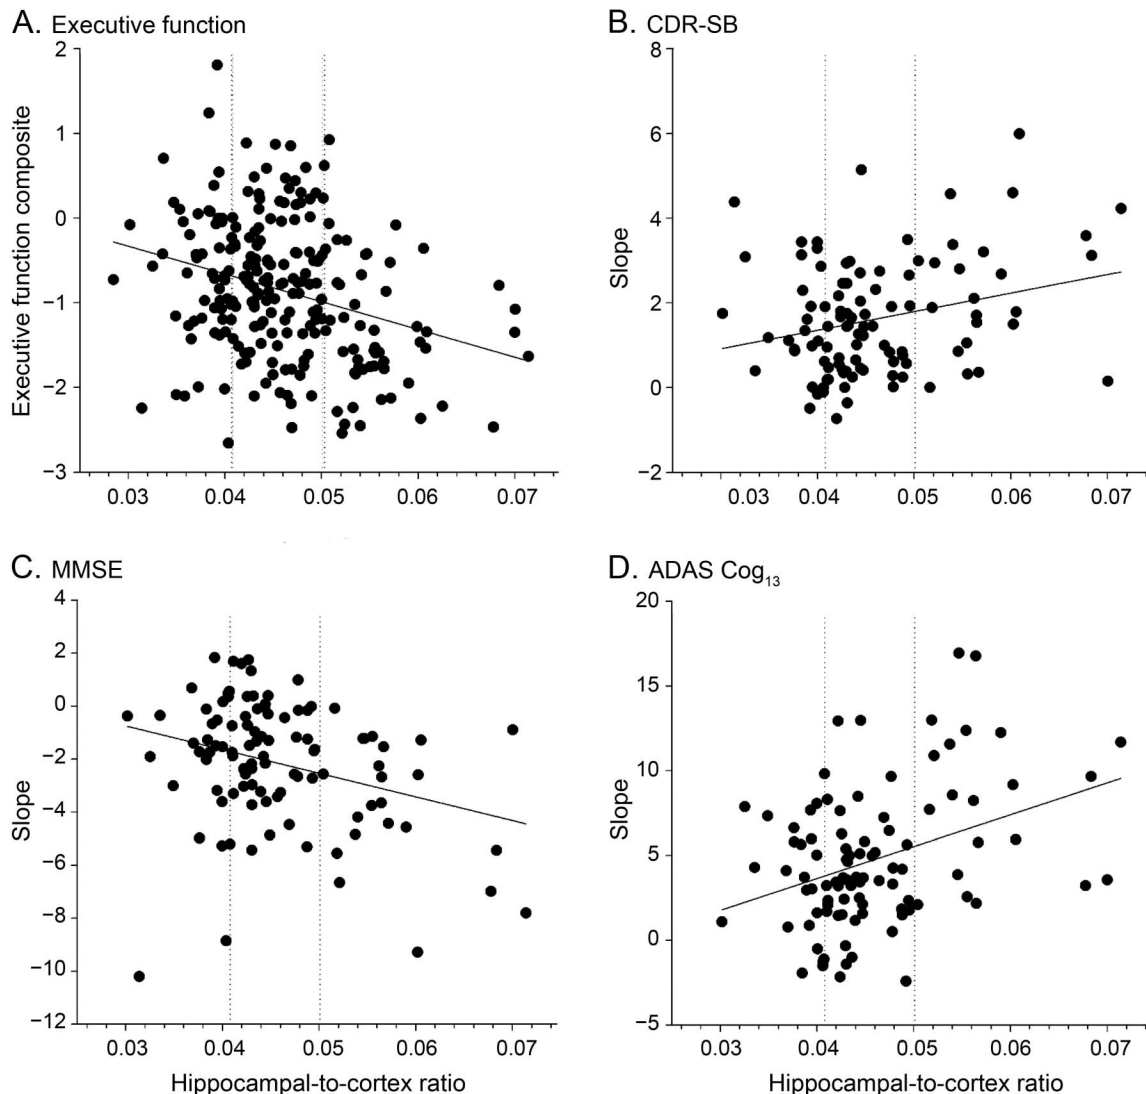 A. Executive function
2
1
0
−1
−2
−3
Executive function composite
0.03 0.04 0.05 0.06 0.07
B. CDR-SB
8
6
4
2
0
−2
Slope
0.03 0.04 0.05 0.06 0.07
C. MMSE
4
2
0
−2
−4
−6
−8
−10
−12
Slope
0.03 0.04 0.05 0.06 0.07
Hippocampal-to-cortex ratio
D. ADAS Cog13
20
15
10
5
0
−5
Slope
0.03 0.04 0.05 0.06 0.07
Hippocampal-to-cortex ratio